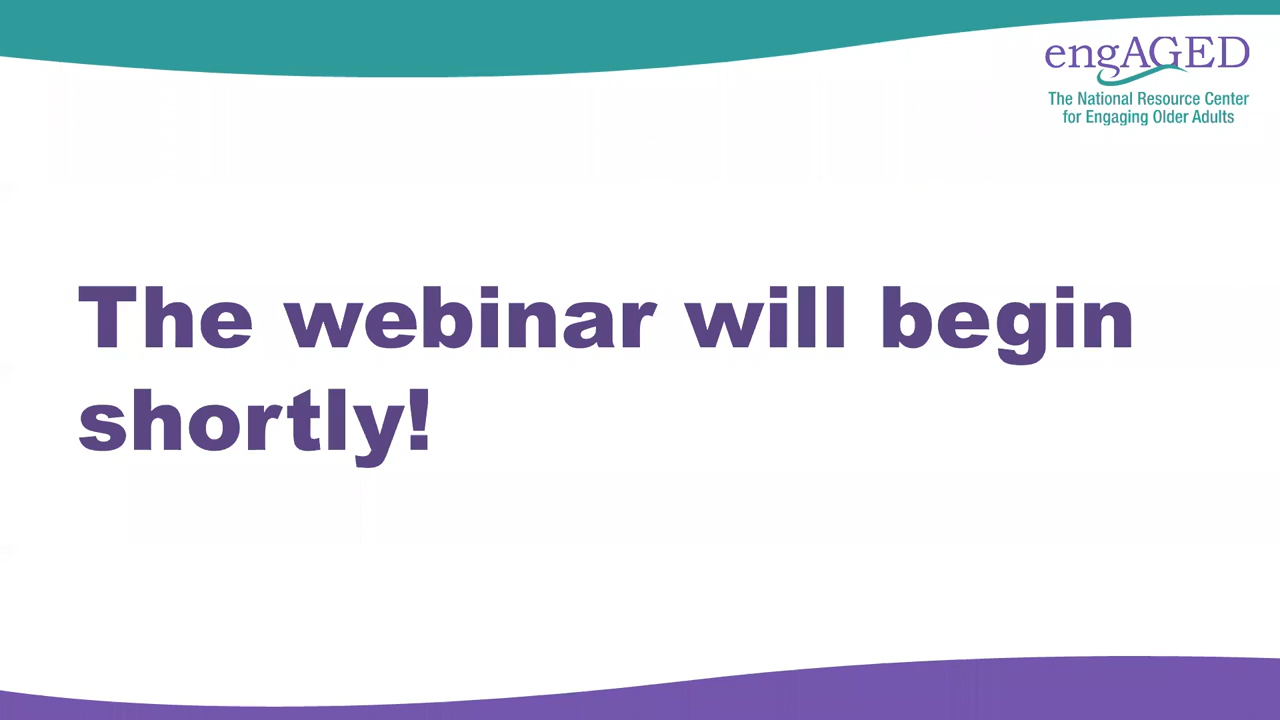 engAGED
The National Resource Center
for Engaging Older Adults
The webinar will begin
shortly!